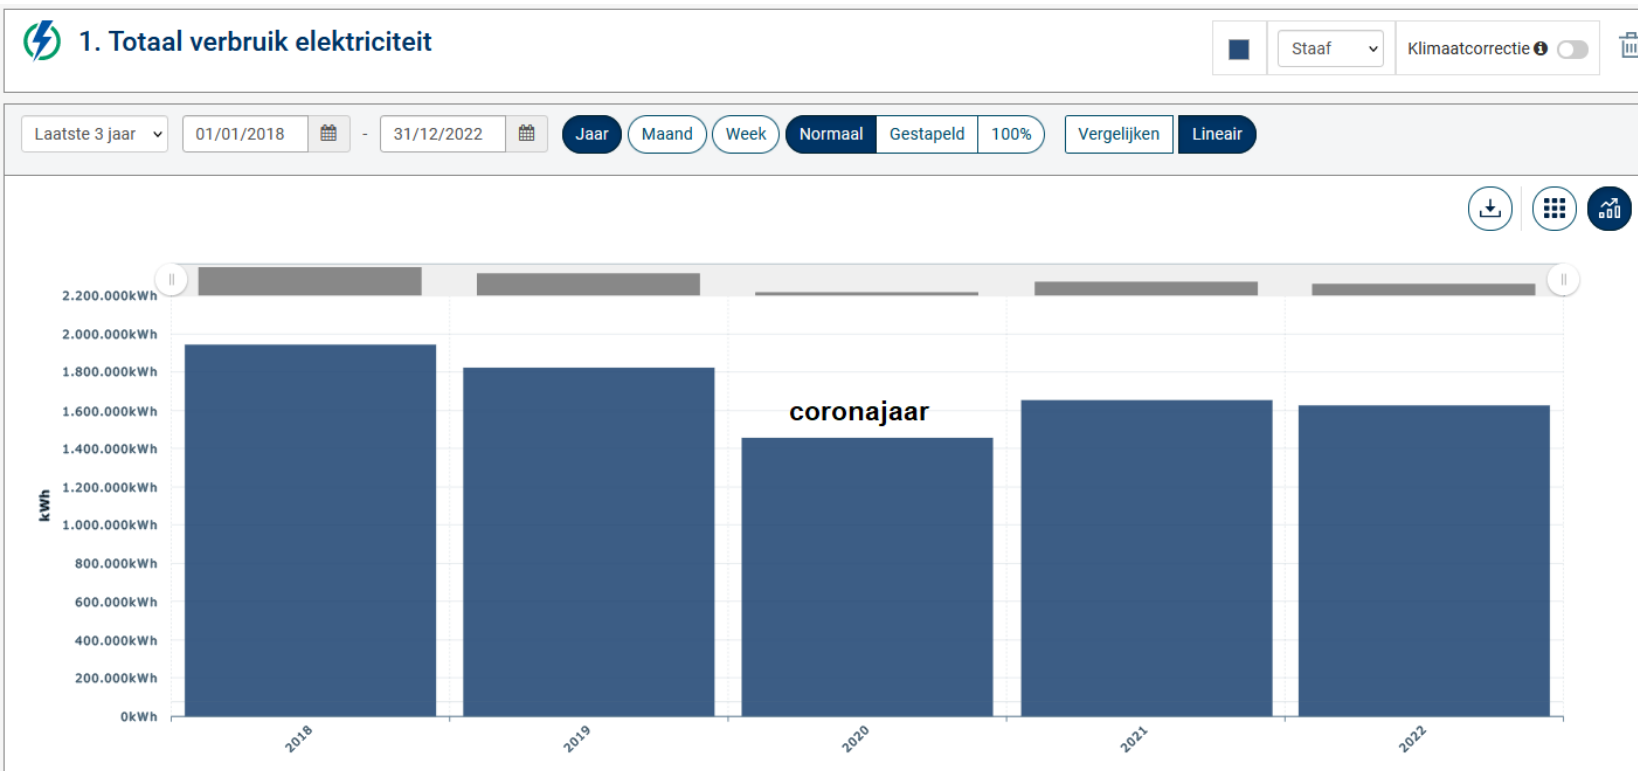 1. Totaal verbruik elektriciteit
Staaf
Klimaatcorrectie
Laatste 3 jaar
01/01/2018
-
31/12/2022
Jaar
Maand
Week
Normaal
Gestapeld
100%
Vergelijken
Lineair
2.200.000kWh
2.000.000kWh
1.800.000kWh
1.600.000kWh
1.400.000kWh
1.200.000kWh
1.000.000kWh
800.000kWh
600.000kWh
400.000kWh
200.000kWh
0kWh
kWh
coronajaar
2018
2019
2020
2021
2022